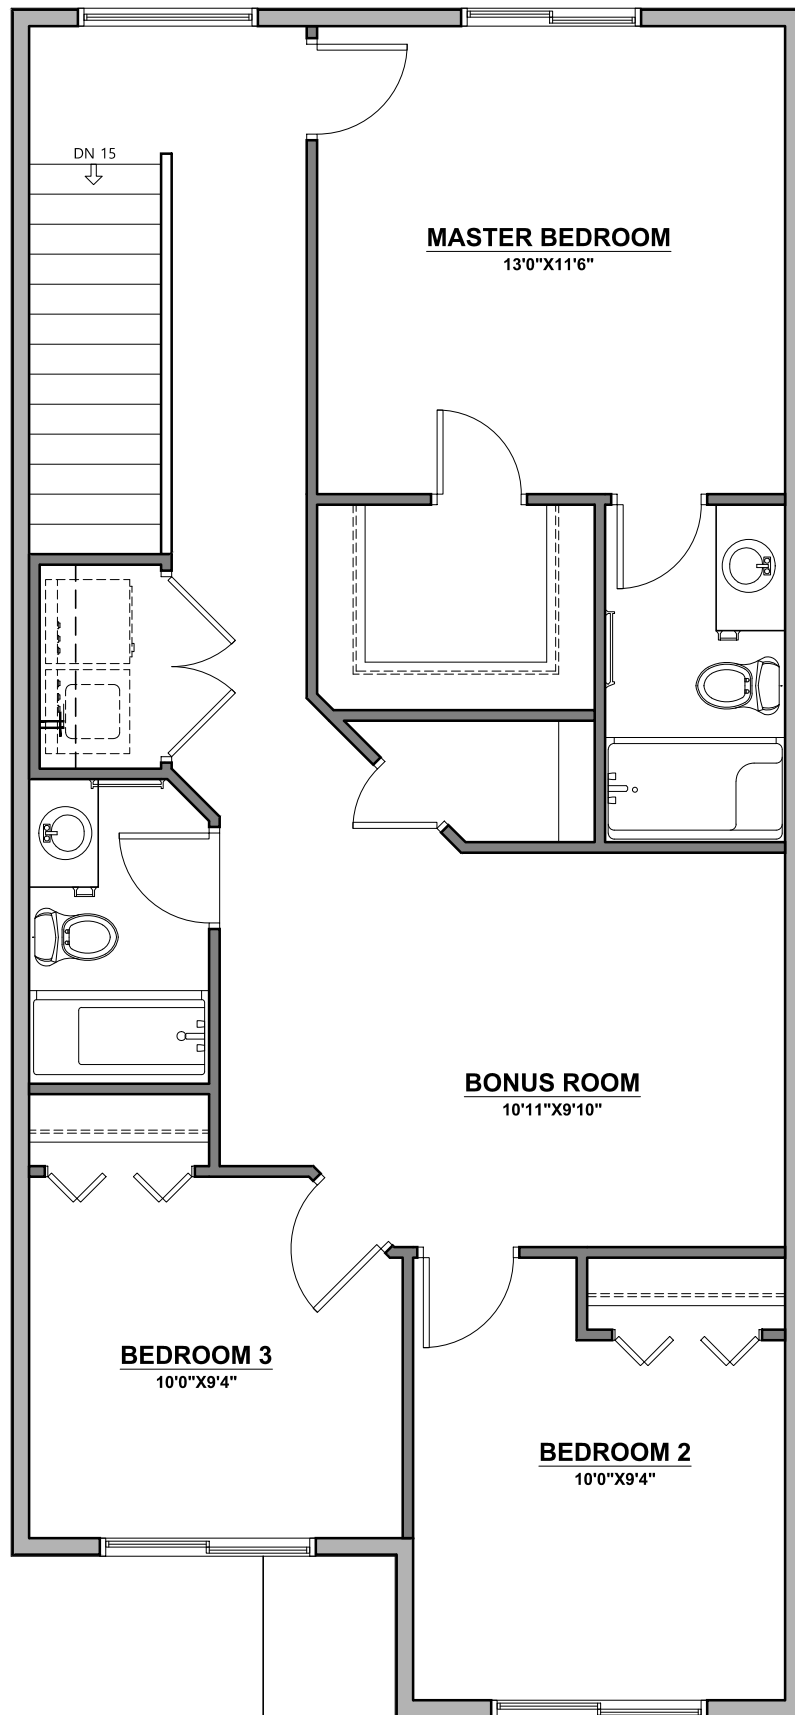 DN 15
MASTER BEDROOM
13'0"X11'6"
BONUS ROOM
10'11"X9'10"
BEDROOM 3
10'0"X9'4"
BEDROOM 2
10'0"X9'4"